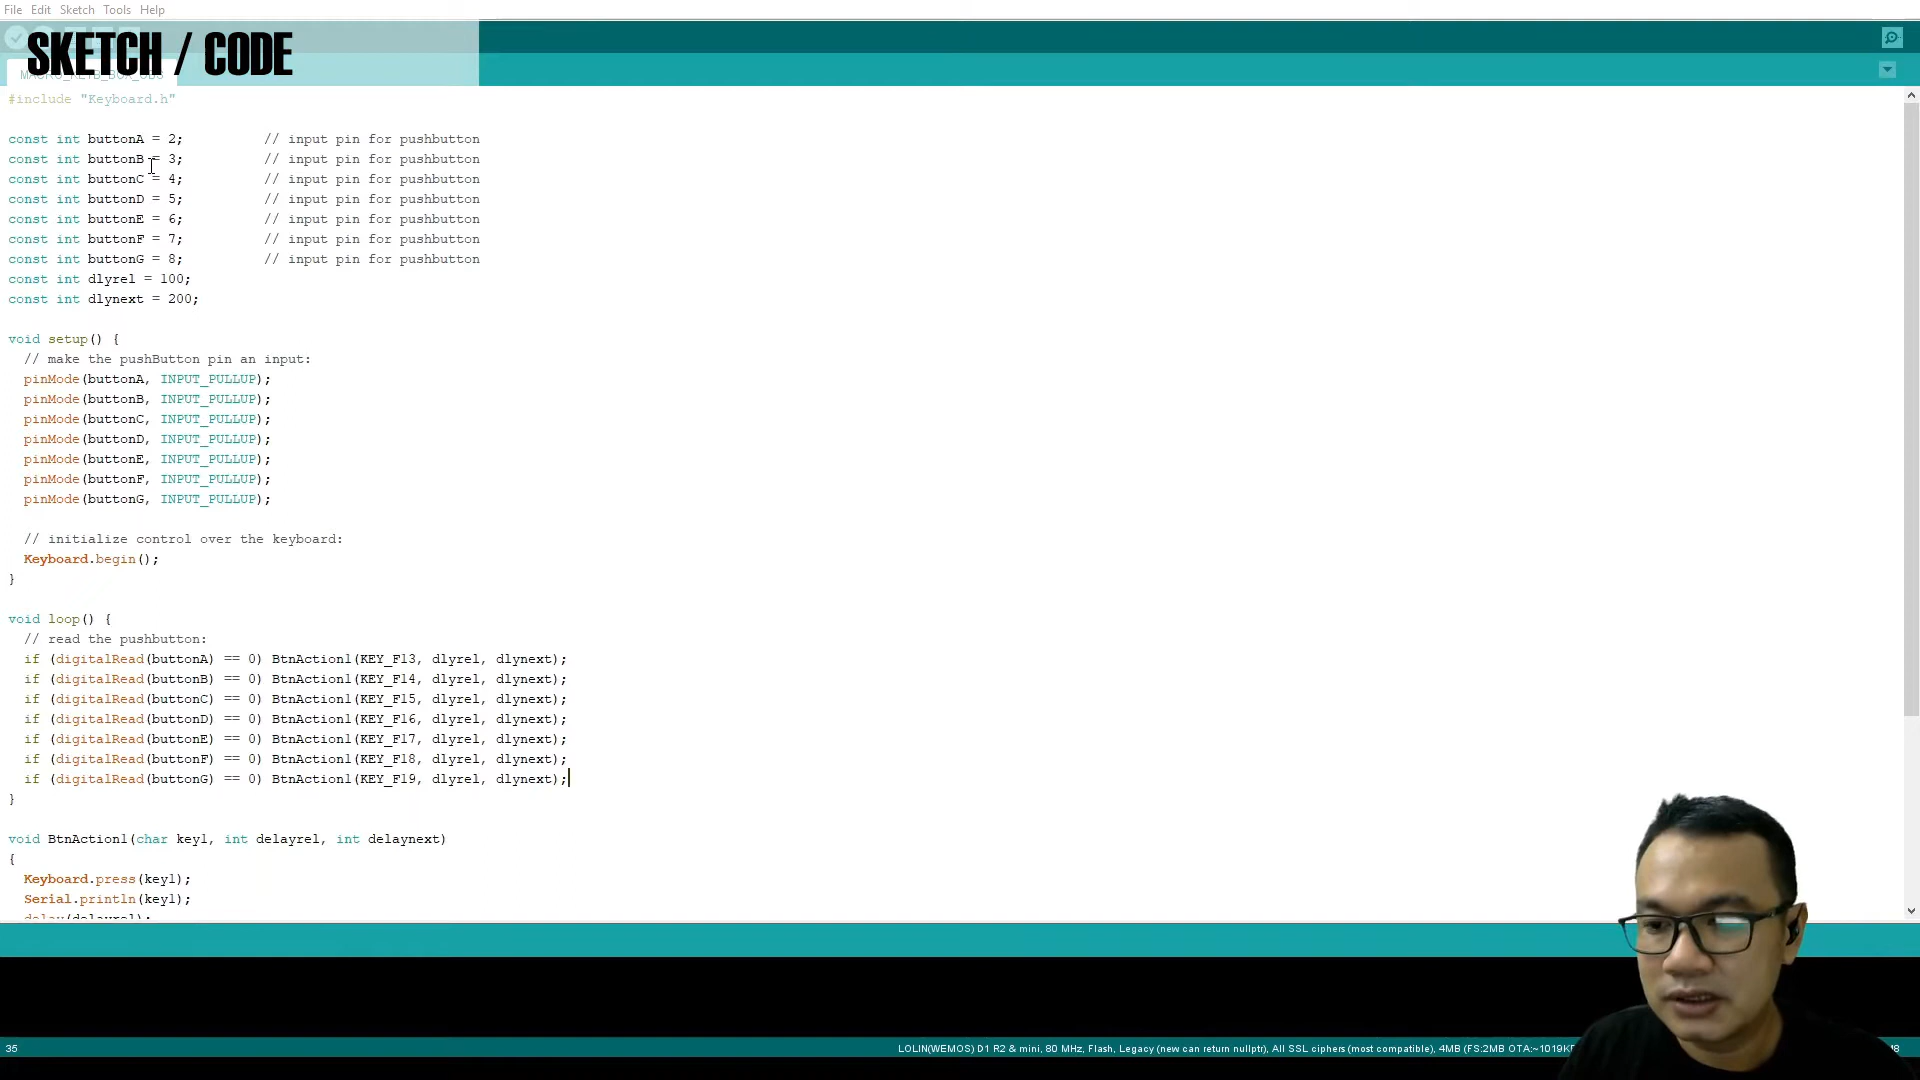 File Edit Sketch Tools Help
SKETCH / CODE
#include "Keyboard.h"
const int buttonA = 2; // input pin for pushbutton
const int buttonB = 3; // input pin for pushbutton
const int buttonC = 4; // input pin for pushbutton
const int buttonD = 5; // input pin for pushbutton
const int buttonE = 6; // input pin for pushbutton
const int buttonF = 7; // input pin for pushbutton
const int buttonG = 8; // input pin for pushbutton
const int dlyrel = 100;
const int dlynext = 200;
void setup() {
// make the pushButton pin an input:
pinMode(buttonA, INPUT_PULLUP);
pinMode(buttonB, INPUT_PULLUP);
pinMode(buttonC, INPUT_PULLUP);
pinMode(buttonD, INPUT_PULLUP);
pinMode(buttonE, INPUT_PULLUP);
pinMode(buttonF, INPUT_PULLUP);
pinMode(buttonG, INPUT_PULLUP);
// initialize control over the keyboard:
Keyboard.begin();
}
void loop() {
// read the pushbutton:
if (digitalRead(buttonA) == 0) BtnAction1(KEY_F13, dlyrel, dlynext);
if (digitalRead(buttonB) == 0) BtnAction1(KEY_F14, dlyrel, dlynext);
if (digitalRead(buttonC) == 0) BtnAction1(KEY_F15, dlyrel, dlynext);
if (digitalRead(buttonD) == 0) BtnAction1(KEY_F16, dlyrel, dlynext);
if (digitalRead(buttonE) == 0) BtnAction1(KEY_F17, dlyrel, dlynext);
if (digitalRead(buttonF) == 0) BtnAction1(KEY_F18, dlyrel, dlynext);
if (digitalRead(buttonG) == 0) BtnAction1(KEY_F19, dlyrel, dlynext);
}
void BtnAction1(char key1, int delayrel, int delaynext)
{
Keyboard.press(key1);
Serial.println(key1);
delay(delayrel);
35 LOLIN(WEMOS) D1 R2 & mini, 80 MHz, Flash, Legacy (new can return nullptr), All SSL ciphers (most compatible), 4MB (FS:2MB